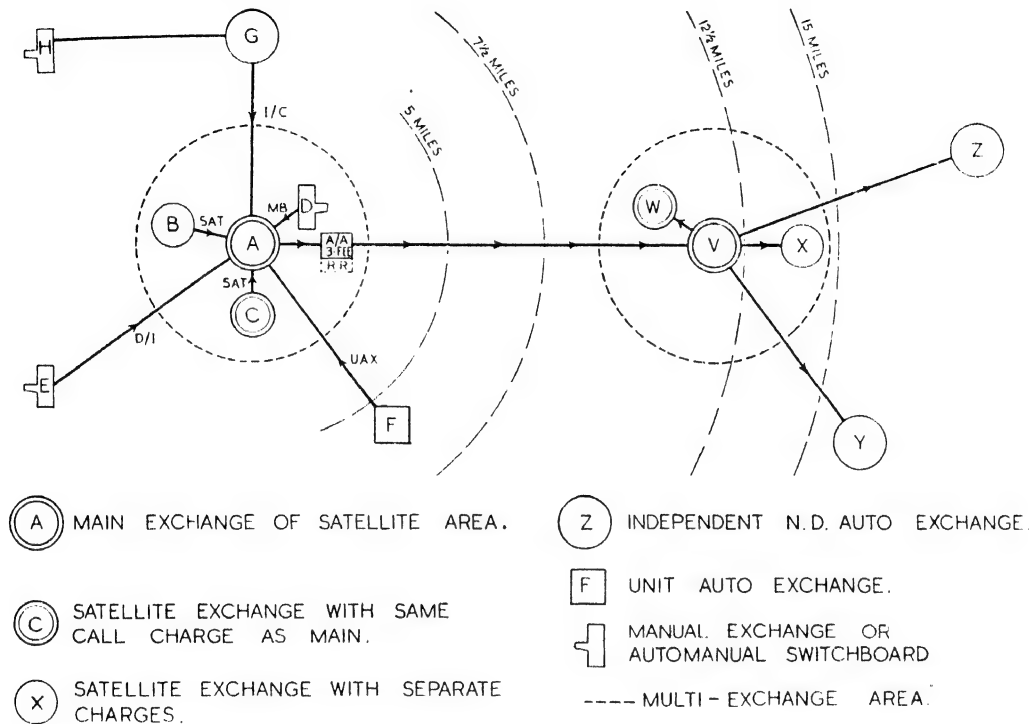 H
G
7½ MILES
12½ MILES
15 MILES
5 MILES
I/C
Z
B
SAT
MB
D
A
A/A
3-FEE
RR
SAT
C
W
V
X
D/I
E
UAX
F
Y
A MAIN EXCHANGE OF SATELLITE AREA.
Z INDEPENDENT N.D. AUTO EXCHANGE.
F UNIT AUTO EXCHANGE.
C SATELLITE EXCHANGE WITH SAME
CALL CHARGE AS MAIN.
MANUAL EXCHANGE OR
AUTOMANUAL SWITCHBOARD
X SATELLITE EXCHANGE WITH SEPARATE
CHARGES.
MULTI-EXCHANGE AREA.